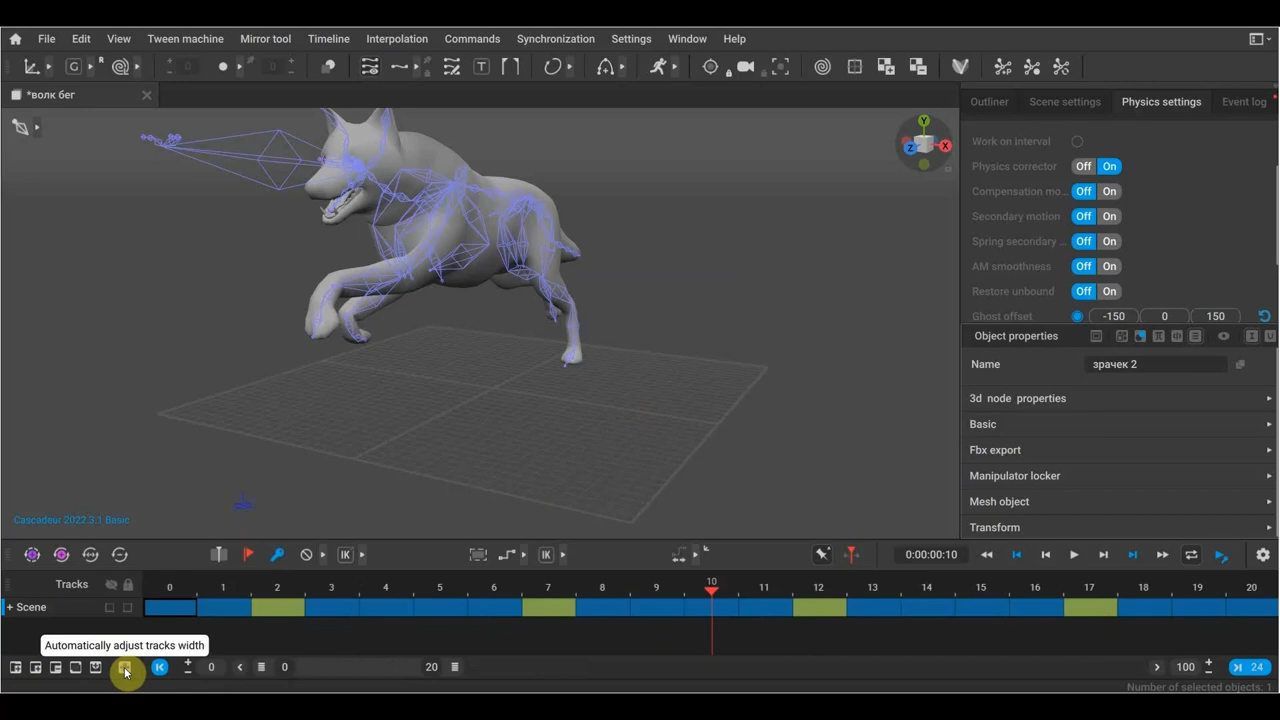 File Edit View Tween machine Mirror tool Timeline Interpolation Commands Synchronization Settings Window Help
G R 0 0 T
*волк бег
Outliner Scene settings Physics settings Event log
Y X Z
Work on interval
Physics corrector Off On
Compensation mo... Off On
Secondary motion Off On
Spring secondary ... Off On
AM smoothness Off On
Restore unbound Off On
Ghost offset -150 0 150
Object properties
Name зрачек 2
3d node properties
Basic
Fbx export
Manipulator locker
Mesh object
Transform
Cascadeur 2022.3.1 Basic
IK IK 0:00:00:10
Tracks 0 1 2 3 4 5 6 7 8 9 10 11 12 13 14 15 16 17 18 19 20
+ Scene
Automatically adjust tracks width
0 0 20 100 24
Number of selected objects: 1